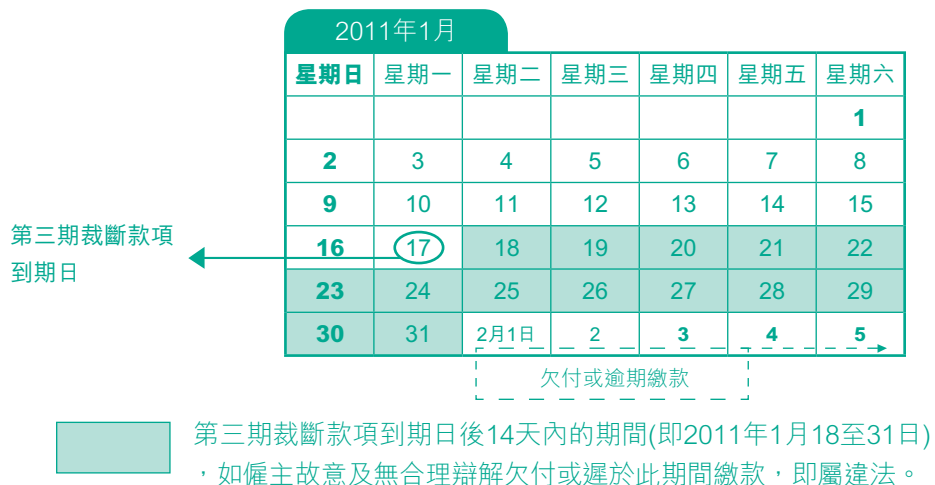 2011年1月
星期日 星期一 星期二 星期三 星期四 星期五 星期六
1
2 3 4 5 6 7 8
9 10 11 12 13 14 15
第三期裁斷款項
到期日
16 17 18 19 20 21 22
23 24 25 26 27 28 29
30 31 2月1日 2 3 4 5
欠付或逾期繳款
第三期裁斷款項到期日後14天內的期間(即2011年1月18至31日)
，如僱主故意及無合理辯解欠付或遲於此期間繳款，即屬違法。